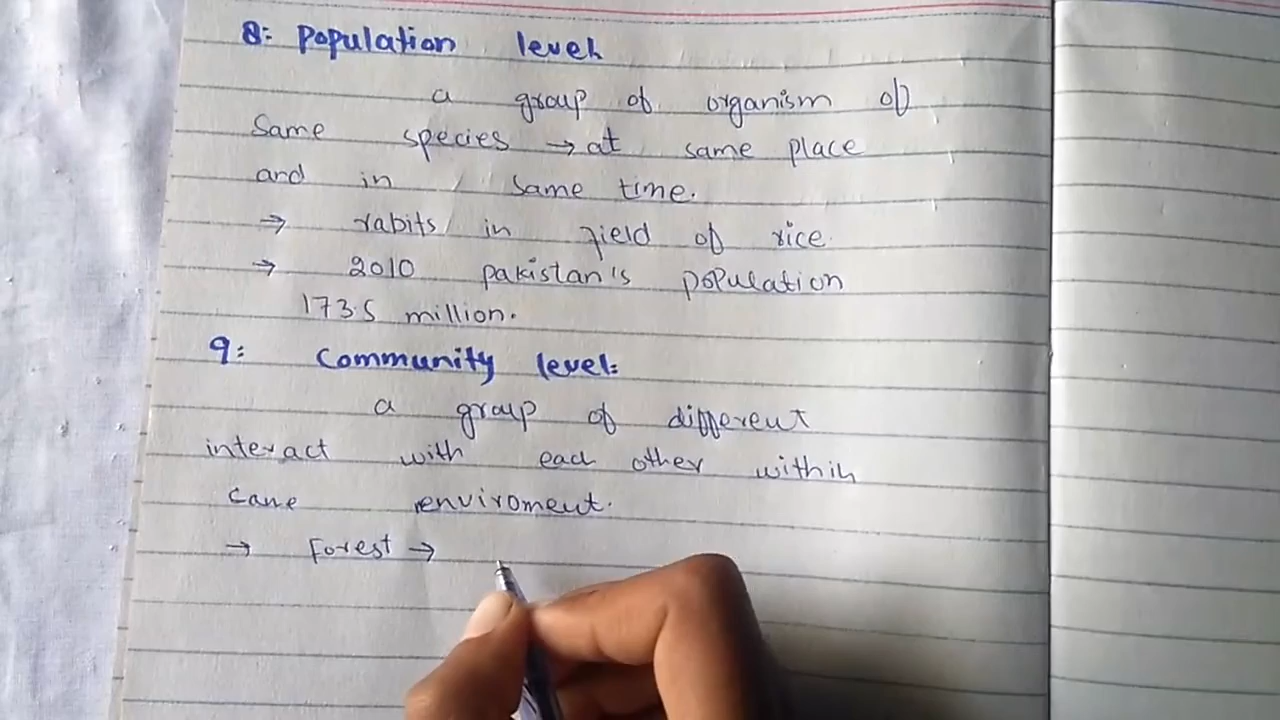 8: Population level
a group of organism of
Same species → at same place
and in same time.
⇒ rabits in field of rice.
→ 2010 pakistan's population
173.5 million.
9: Community level:
a group of different
interact with each other within
Same enviroment.
→ Forest →